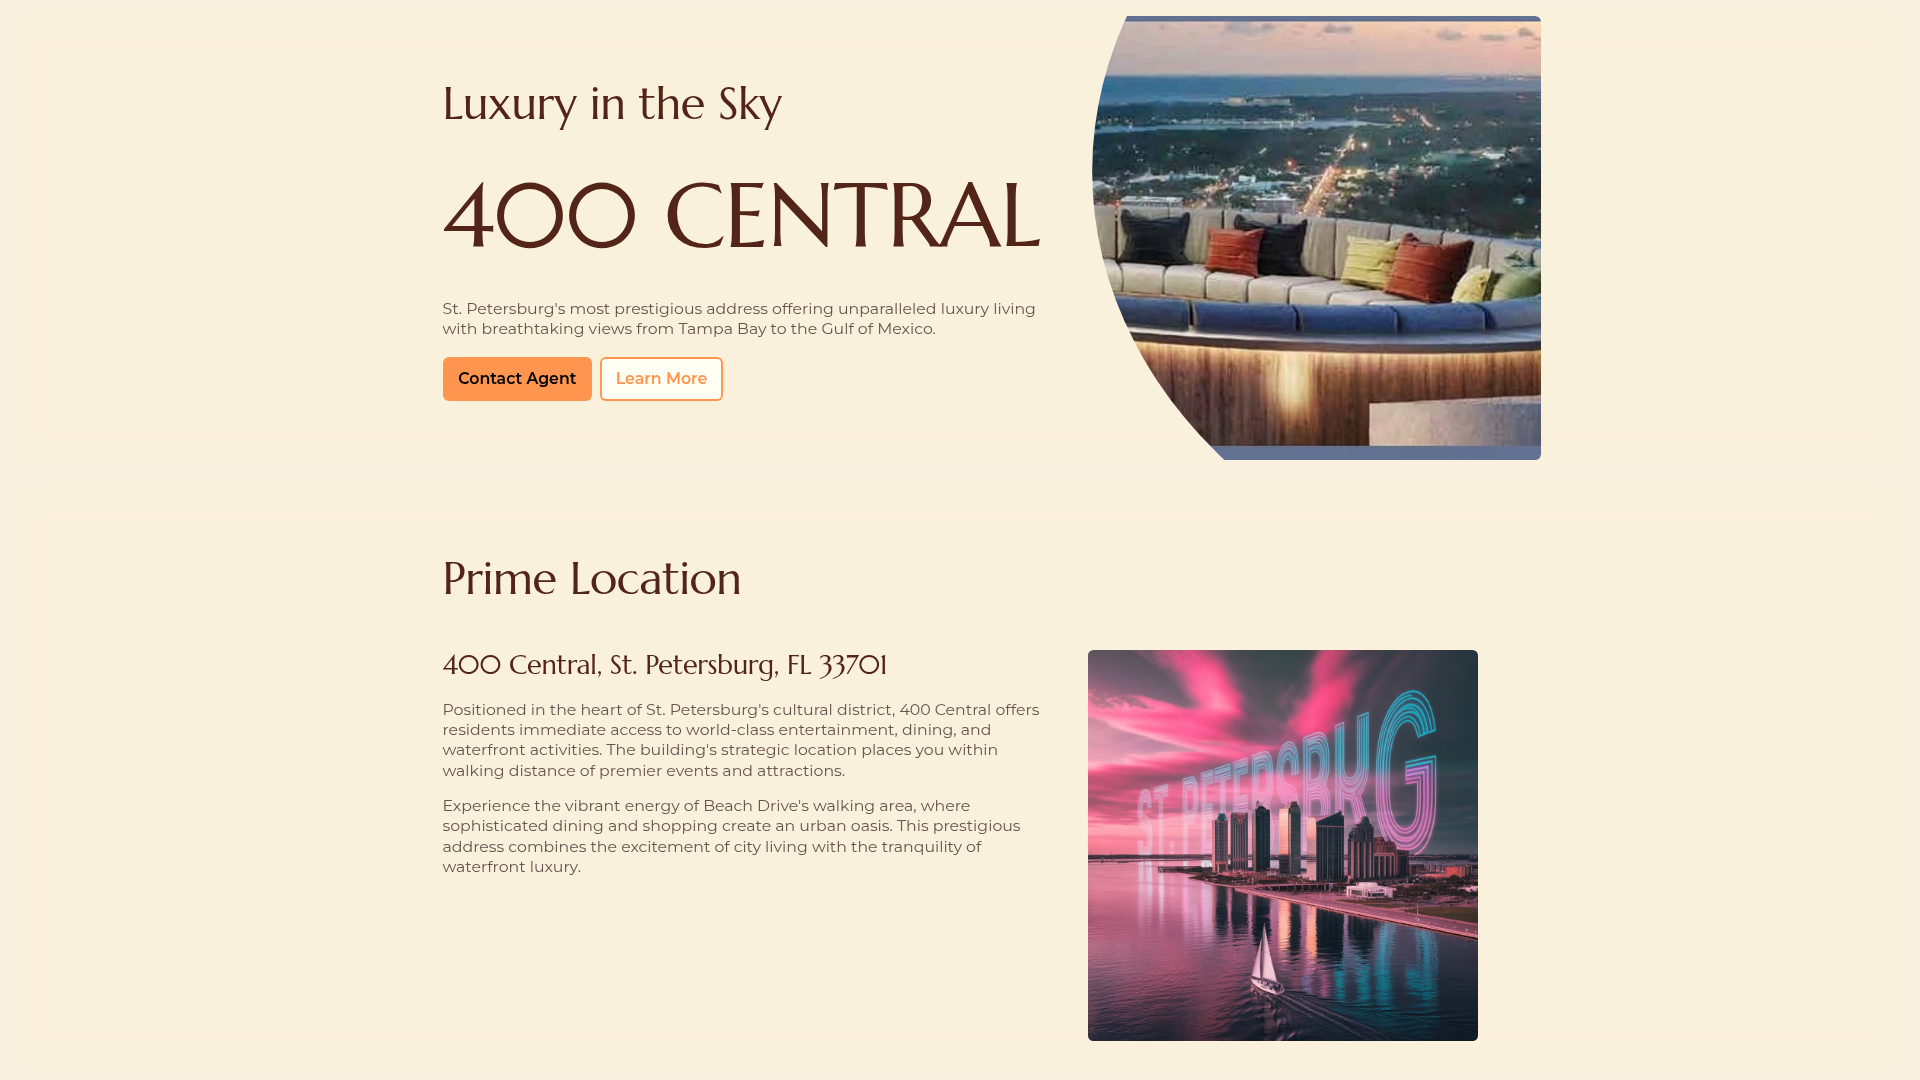 Luxury in the Sky
400 CENTRAL
St. Petersburg's most prestigious address offering unparalleled luxury living
with breathtaking views from Tampa Bay to the Gulf of Mexico.
Contact Agent
Learn More
Prime Location
400 Central, St. Petersburg, FL 33701
Positioned in the heart of St. Petersburg's cultural district, 400 Central offers
residents immediate access to world-class entertainment, dining, and
waterfront activities. The building's strategic location places you within
walking distance of premier events and attractions.
Experience the vibrant energy of Beach Drive's walking area, where
sophisticated dining and shopping create an urban oasis. This prestigious
address combines the excitement of city living with the tranquility of
waterfront luxury.